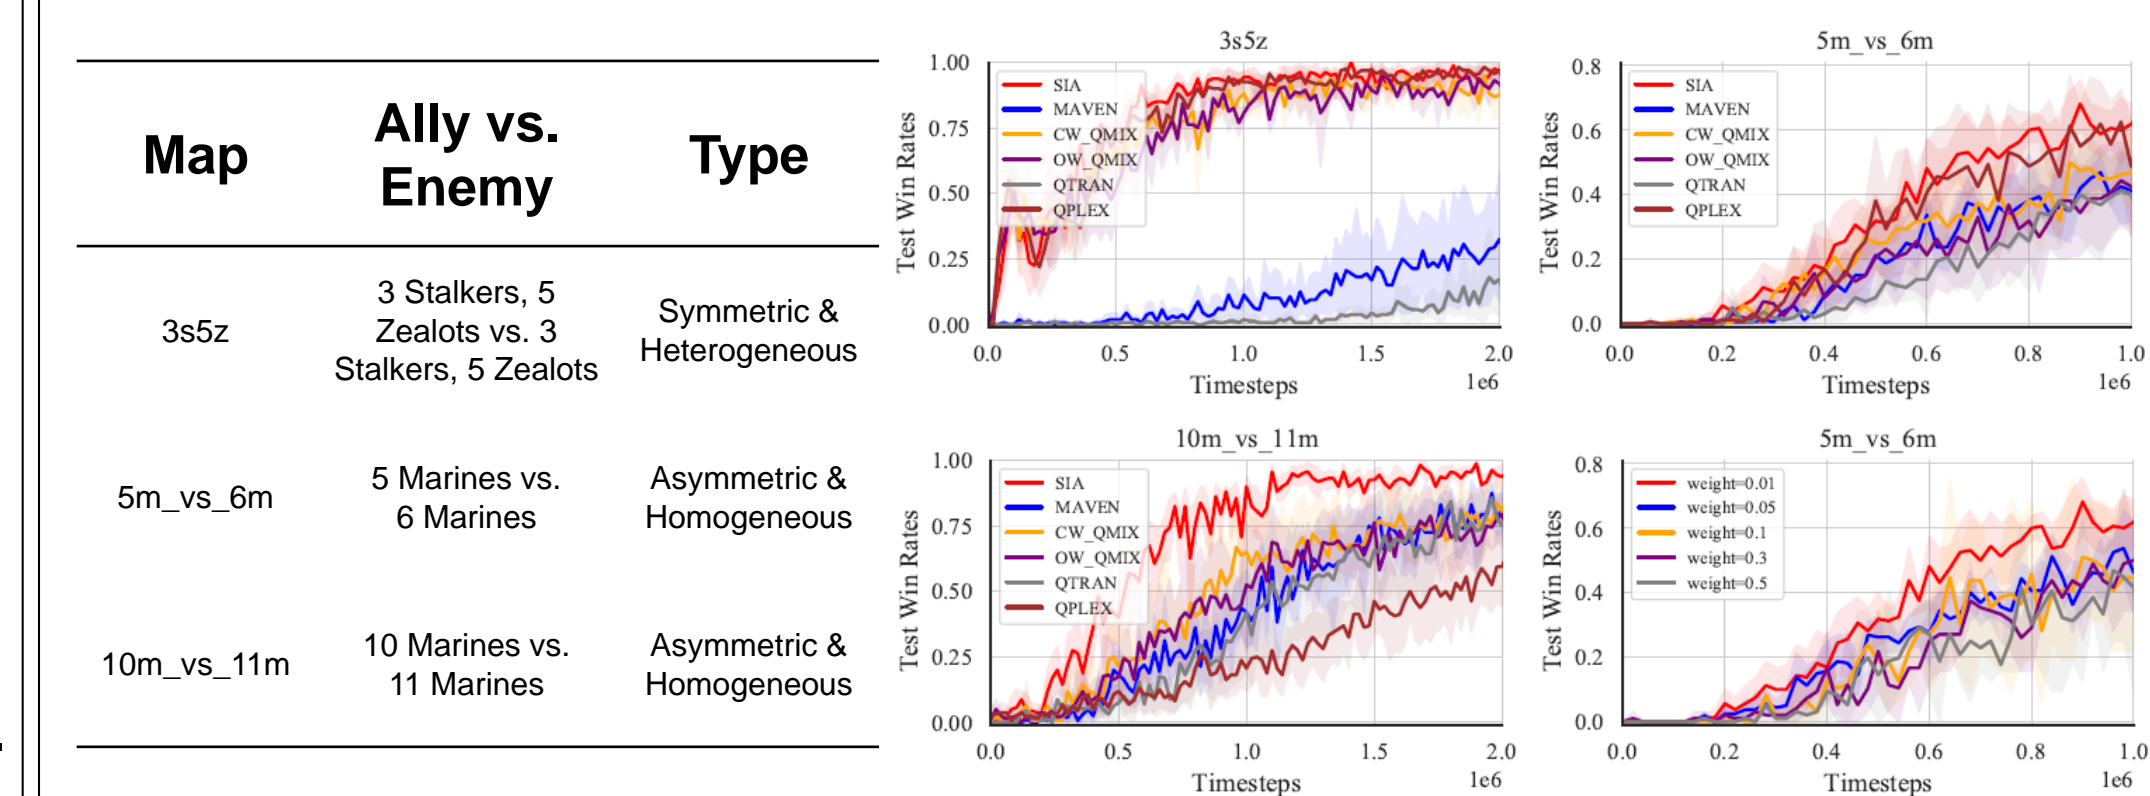 Map
Ally vs.
Enemy
Type
3s5z
3 Stalkers, 5
Zealots vs. 3
Stalkers, 5 Zealots
Symmetric &
Heterogeneous
5m_vs_6m
5 Marines vs.
6 Marines
Asymmetric &
Homogeneous
10m_vs_11m
10 Marines vs.
11 Marines
Asymmetric &
Homogeneous
3s5z
Test Win Rates
1.00
0.75
0.50
0.25
0.00
SIA
MAVEN
CW_QMIX
OW_QMIX
QTRAN
QPLEX
0.0 0.5 1.0 1.5 2.0
Timesteps 1e6
5m_vs_6m
Test Win Rates
0.8
0.6
0.4
0.2
0.0
SIA
MAVEN
CW_QMIX
OW_QMIX
QTRAN
QPLEX
0.0 0.2 0.4 0.6 0.8 1.0
Timesteps 1e6
10m_vs_11m
Test Win Rates
1.00
0.75
0.50
0.25
0.00
SIA
MAVEN
CW_QMIX
OW_QMIX
QTRAN
QPLEX
0.0 0.5 1.0 1.5 2.0
Timesteps 1e6
5m_vs_6m
Test Win Rates
0.8
0.6
0.4
0.2
0.0
weight=0.01
weight=0.05
weight=0.1
weight=0.3
weight=0.5
0.0 0.2 0.4 0.6 0.8 1.0
Timesteps 1e6